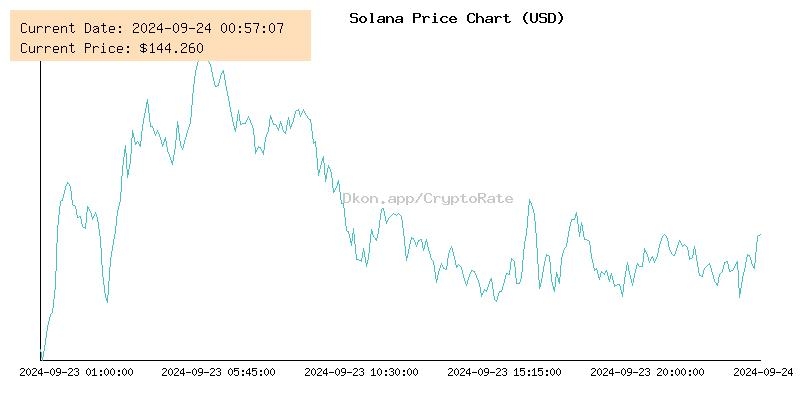 Solana Price Chart (USD)
Current Date: 2024-09-24 00:57:07
Current Price: $144.260
Dkon.app/CryptoRate
2024-09-23 01:00:00 2024-09-23 05:45:00 2024-09-23 10:30:00 2024-09-23 15:15:00 2024-09-23 20:00:00 2024-09-24